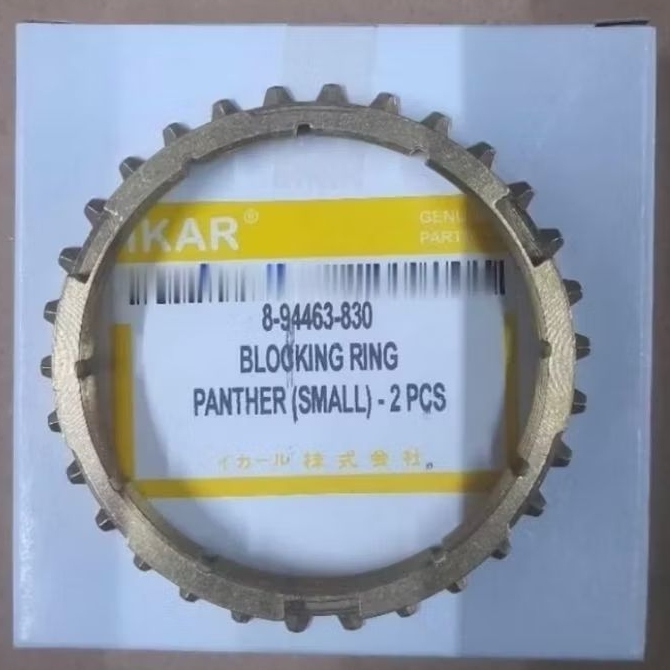 IKAR®
GENU
PART
8-94463-830
BLOCKING RING
PANTHER (SMALL) - 2 PCS
イカール 株式会社